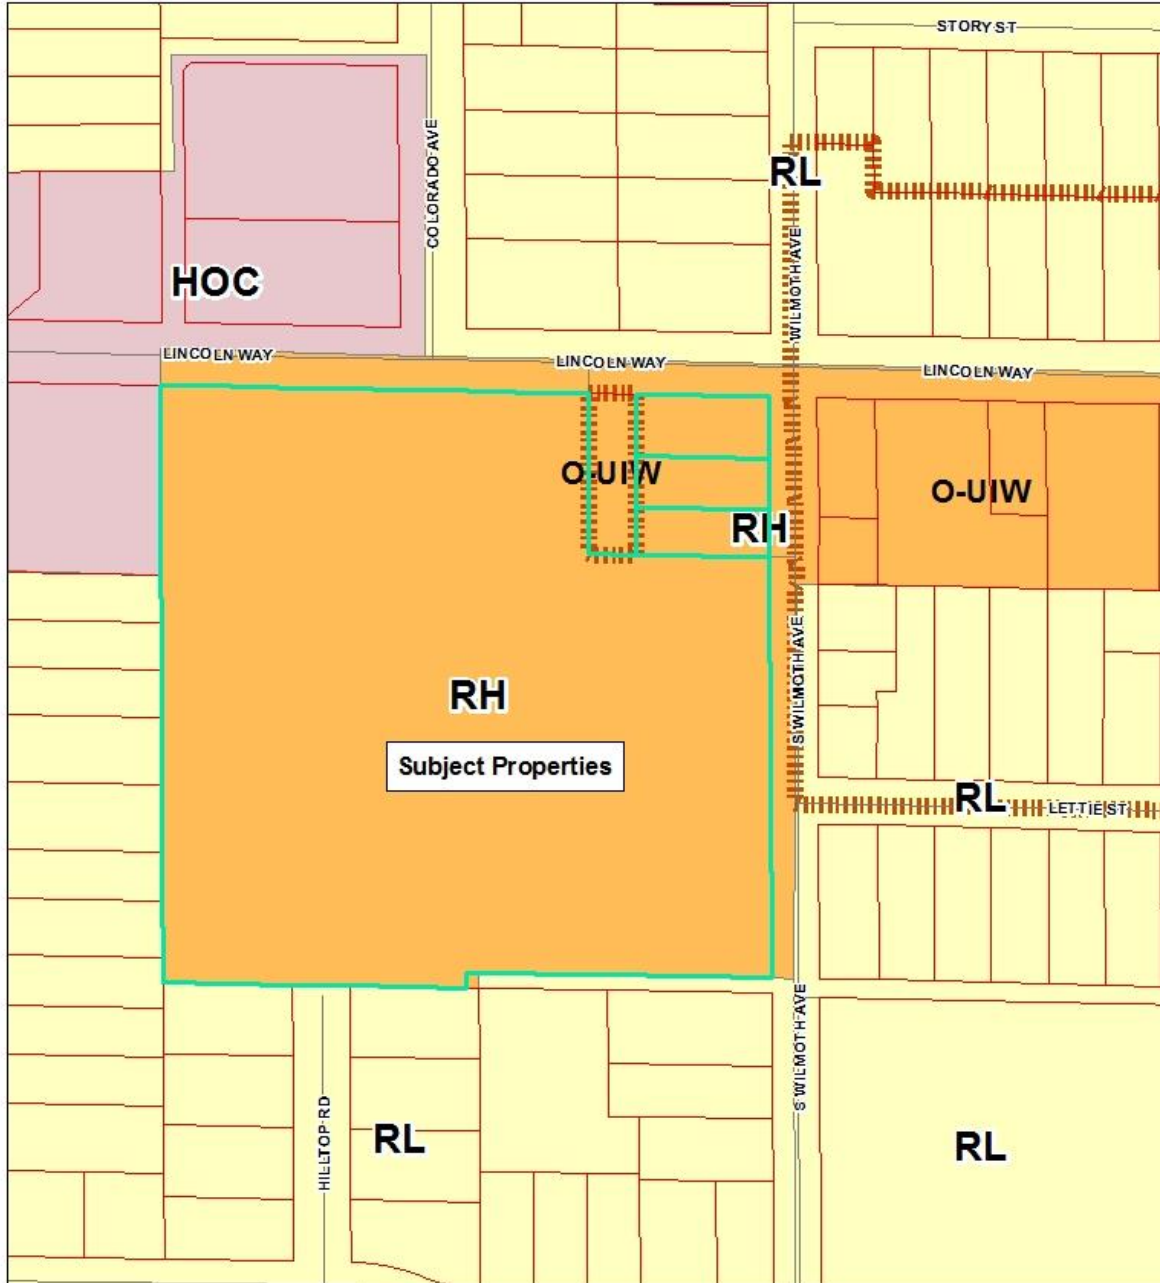 STORY ST
COLORADO AVE
RL
WILMOTH AVE
HOC
LINCOLN WAY
LINCOLN WAY
LINCOLN WAY
O-UIW
O-UIW
RH
S WILMOTH AVE
RH
Subject Properties
RL
LETTIE ST
S WILMOTH AVE
HILLTOP RD
RL
RL